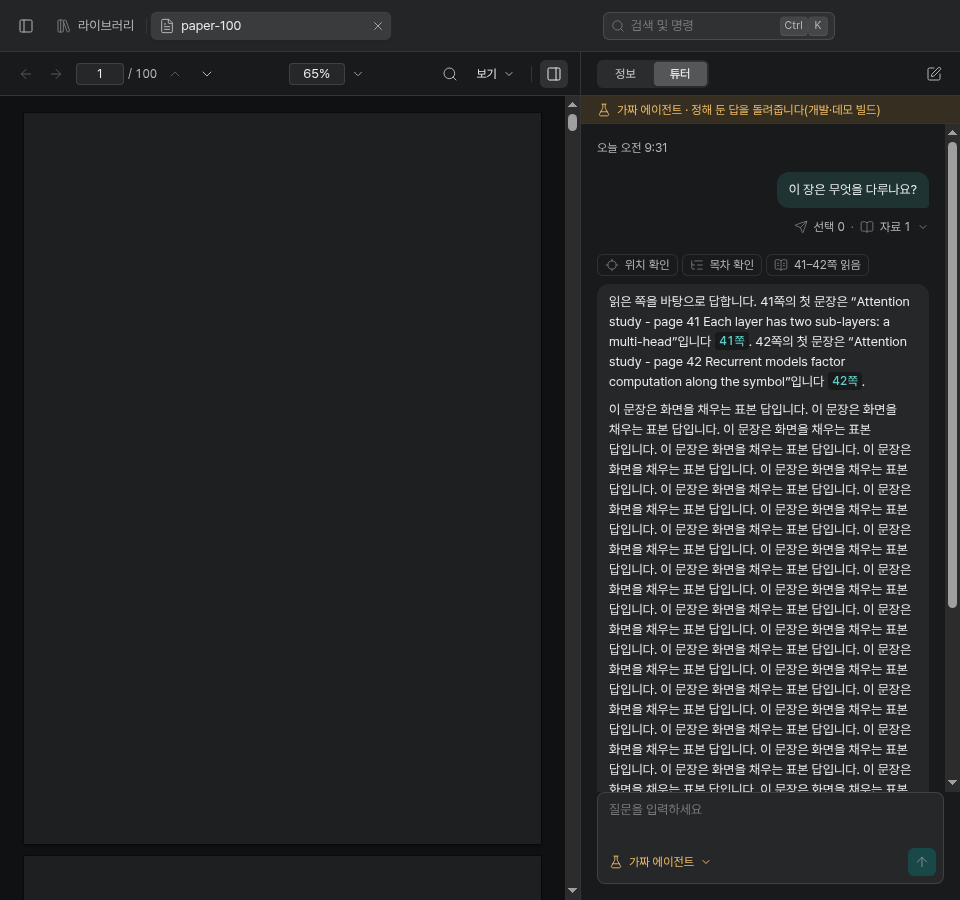 라이브러리
paper-100
검색 및 명령
Ctrl K
1 / 100
65%
보기
정보
튜터
가짜 에이전트 · 정해 둔 답을 돌려줍니다(개발·데모 빌드)
오늘 오전 9:31
이 장은 무엇을 다루나요?
선택 0 · 자료 1
위치 확인
목차 확인
41–42쪽 읽음
읽은 쪽을 바탕으로 답합니다. 41쪽의 첫 문장은 “Attention
study - page 41 Each layer has two sub-layers: a
multi-head”입니다 41쪽 . 42쪽의 첫 문장은 “Attention
study - page 42 Recurrent models factor
computation along the symbol”입니다 42쪽 .
이 문장은 화면을 채우는 표본 답입니다. 이 문장은 화면을
채우는 표본 답입니다. 이 문장은 화면을 채우는 표본
답입니다. 이 문장은 화면을 채우는 표본 답입니다. 이 문장은
화면을 채우는 표본 답입니다. 이 문장은 화면을 채우는 표본
답입니다. 이 문장은 화면을 채우는 표본 답입니다. 이 문장은
화면을 채우는 표본 답입니다. 이 문장은 화면을 채우는 표본
답입니다. 이 문장은 화면을 채우는 표본 답입니다. 이 문장은
화면을 채우는 표본 답입니다. 이 문장은 화면을 채우는 표본
답입니다. 이 문장은 화면을 채우는 표본 답입니다. 이 문장은
화면을 채우는 표본 답입니다. 이 문장은 화면을 채우는 표본
답입니다. 이 문장은 화면을 채우는 표본 답입니다. 이 문장은
화면을 채우는 표본 답입니다. 이 문장은 화면을 채우는 표본
답입니다. 이 문장은 화면을 채우는 표본 답입니다. 이 문장은
화면을 채우는 표본 답입니다. 이 문장은 화면을 채우는 표본
답입니다. 이 문장은 화면을 채우는 표본 답입니다. 이 문장은
화면을 채우는 표본 답입니다. 이 문장은 화면을 채우는 표본
답입니다. 이 문장은 화면을 채우는 표본 답입니다. 이 문장은
화면을 채우는 표본 답입니다. 이 문장은 화면을 채우는 표본
답입니다. 이 문장은 화면을 채우는 표본 답입니다. 이 문장은
화면을 채우는 표본 답입니다. 이 문장은 화면을 채우는 표본
질문을 입력하세요
가짜 에이전트